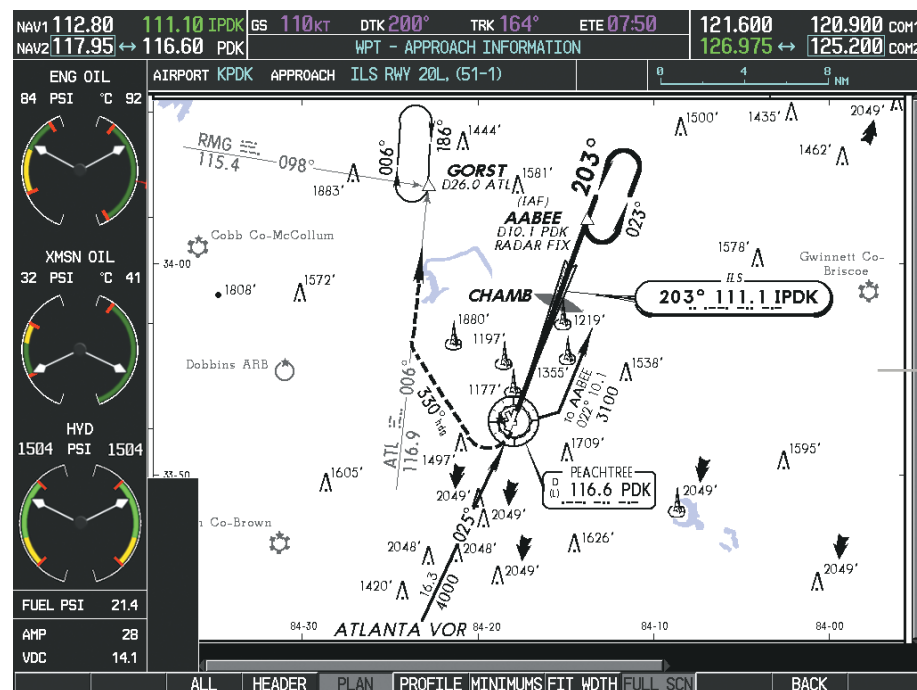 NAV1 112.80 111.10 IPDK
NAV2 117.95 ↔ 116.60 PDK
GS 110KT DTK 200° TRK 164° ETE 07:50
WPT - APPROACH INFORMATION
121.600 120.900 COM1
126.975 ↔ 125.200 COM2
AIRPORT KPDK APPROACH ILS RWY 20L, (51-1)
0 4 8 NM
ENG OIL
84 PSI °C 92
XMSN OIL
32 PSI °C 41
HYD
1504 PSI 1504
FUEL PSI 21.4
AMP 28
VDC 14.1
RMG
115.4
098°
006°
186°
1444'
1883'
GORST
D26.0 ATL
1581'
(IAF)
AABEE
D10.1 PDK
RADAR FIX
203°
023°
1500'
1435'
2049'
1462'
Cobb Co-McCollum
34-00
1808'
1572'
CHAMB
1578'
Gwinnett Co-
Briscoe
ILS
203° 111.1 IPDK
1880'
1197'
1219'
1355'
1538'
1177'
Dobbins ARB
006°
ATL
116.9
330° hdg
TO AABEE
022° 10.1
3100
1497'
1709'
1595'
PEACHTREE
D
(L)
116.6 PDK
33-50
1605'
2049'
2049'
2049'
n Co-Brown
025°
16.3
4000
2048'
2048'
1626'
1420'
2049'
2049'
ATLANTA VOR
84-30
84-20
84-10
84-00
ALL HEADER PLAN PROFILE MINIMUMS FIT WDTH FULL SCN BACK